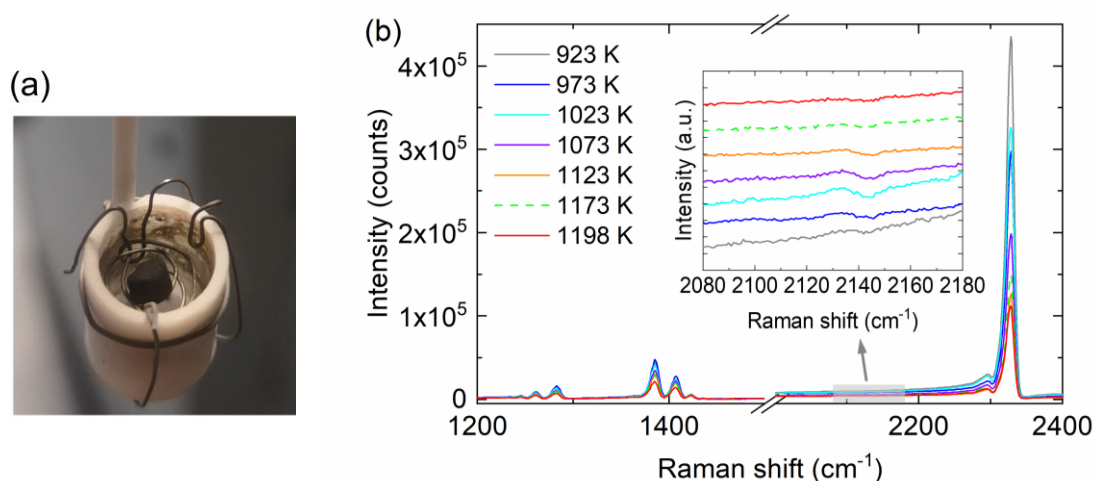 (a)
(b)
923 K
973 K
1023 K
1073 K
1123 K
1173 K
1198 K
4x10⁵
3x10⁵
2x10⁵
1x10⁵
0
Intensity (counts)
1200
1400
2200
2400
Raman shift (cm⁻¹)
Intensity (a.u.)
2080 2100 2120 2140 2160 2180
Raman shift (cm⁻¹)